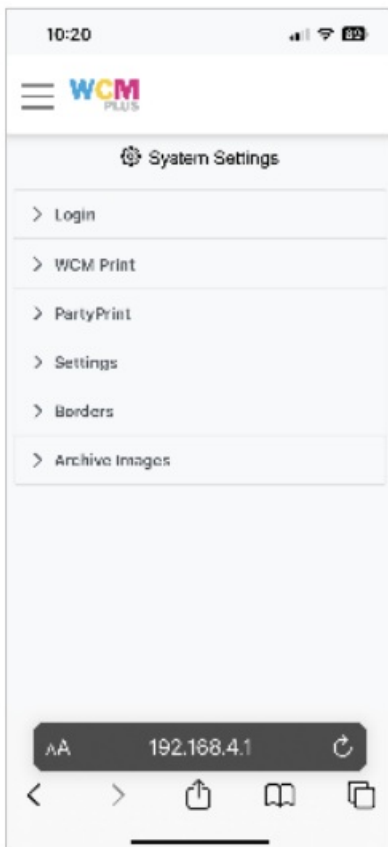 10:20
89
WCM
PLUS
System Settings
Login
WCM Print
PartyPrint
Settings
Borders
Archive Images
AA
192.168.4.1